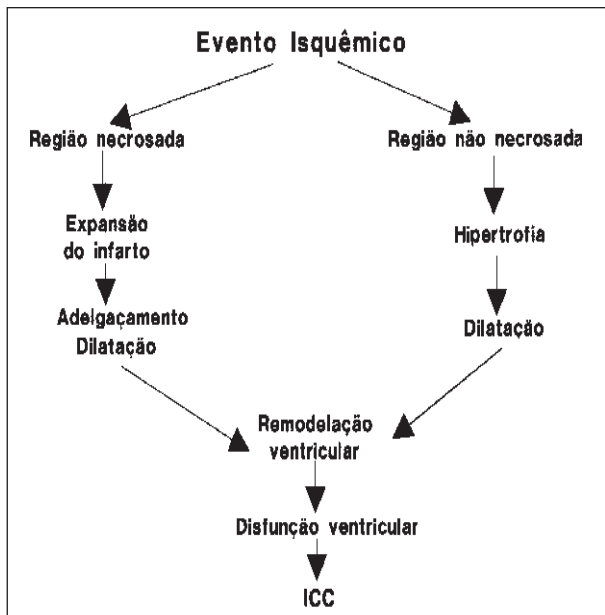 Evento Isquêmico
Região necrosada
Região não necrosada
Expansão
do infarto
Hipertrofia
Adelgaçamento
Dilatação
Dilatação
Remodelação
ventricular
Disfunção ventricular
ICC